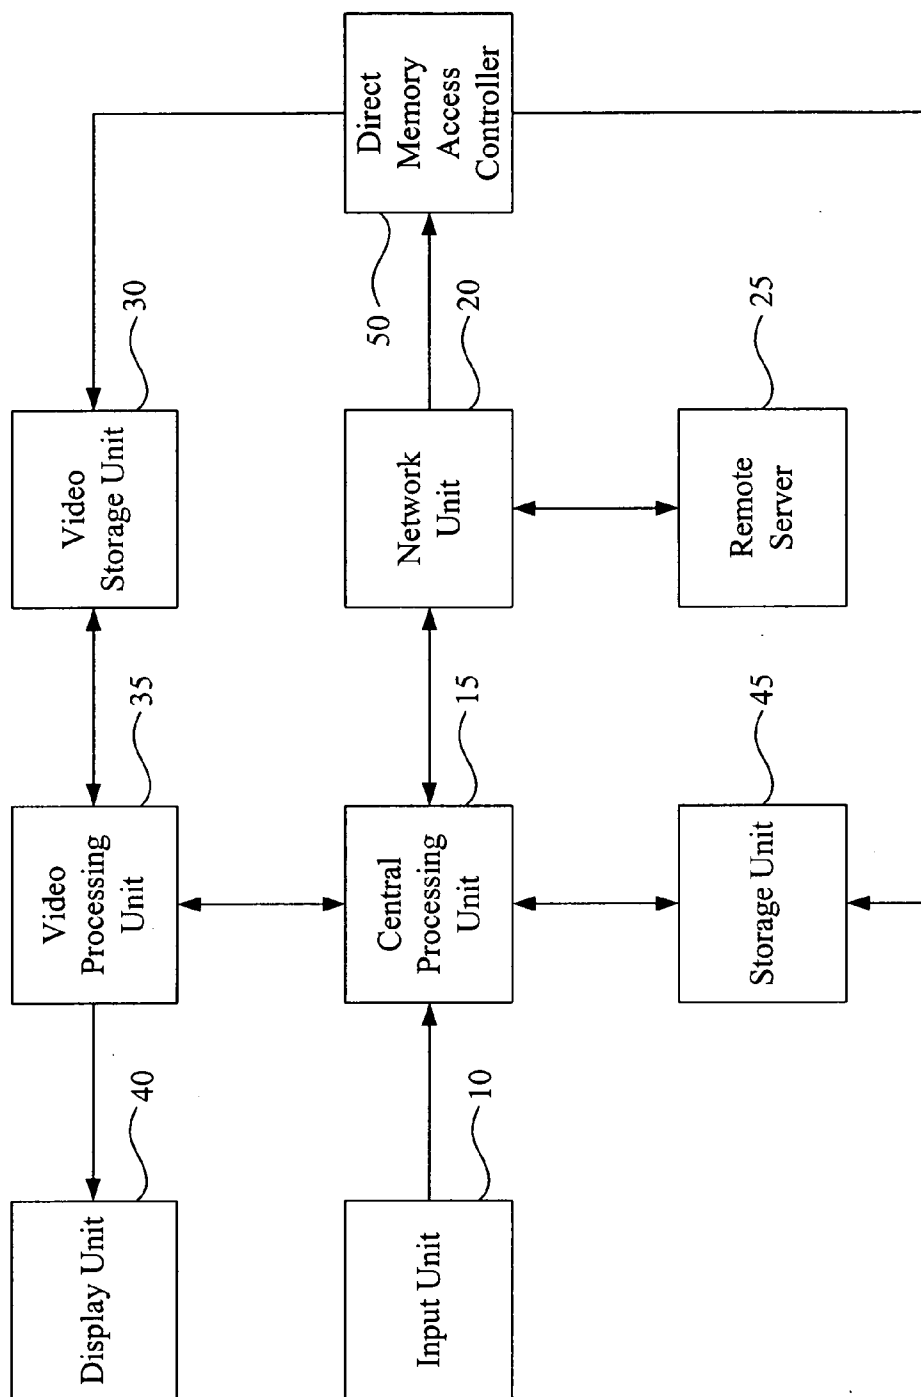 Display Unit
40
Video
Processing
Unit
35
Video
Storage Unit
30
Input Unit
10
Central
Processing
Unit
15
Network
Unit
20
Direct
Memory
Access
Controller
50
Storage Unit
45
Remote
Server
25